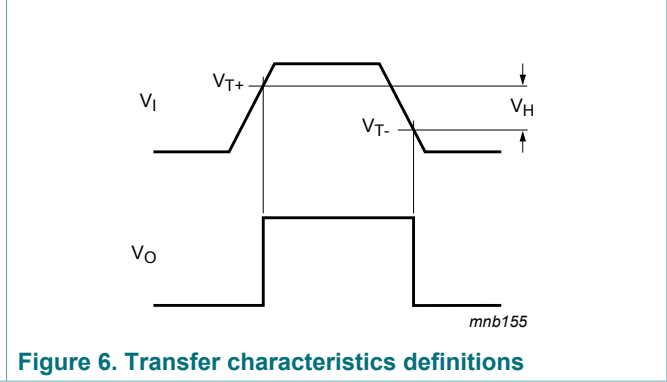 VT+
VI
VH
VT-
VO
mnb155
Figure 6. Transfer characteristics definitions